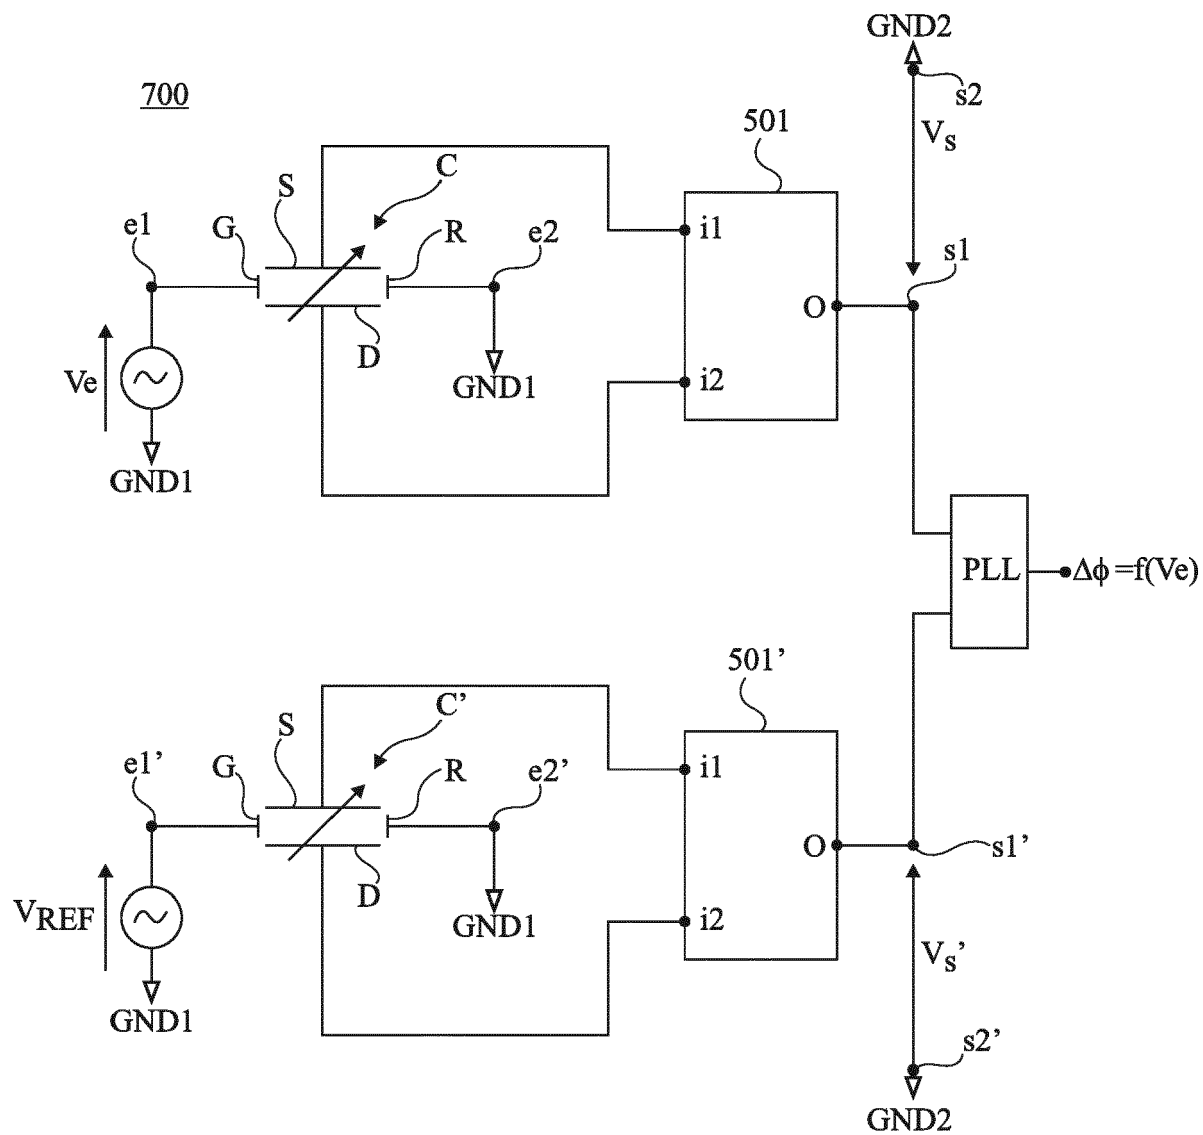 700
GND2
s2
Vs
501
C
S
e1
G
R
e2
i1
s1
O
D
Ve
GND1
i2
GND1
PLL
Δϕ =f(Ve)
501’
C’
S
e1’
G
R
e2’
i1
O
s1’
D
VREF
GND1
i2
Vs’
GND1
s2’
GND2